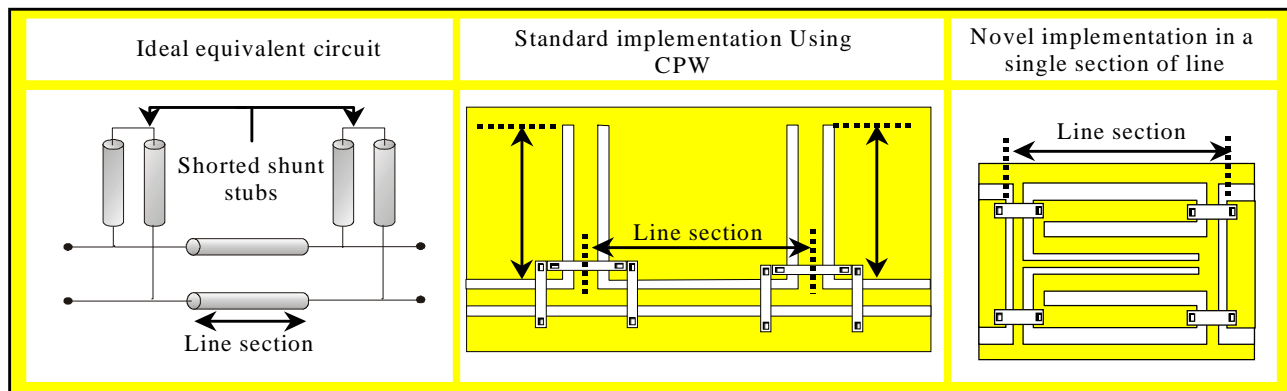 Ideal equivalent circuit
Standard implementation Using
CPW
Novel implementation in a
single section of line
Shorted shunt
stubs
Line section
Line section
Line section